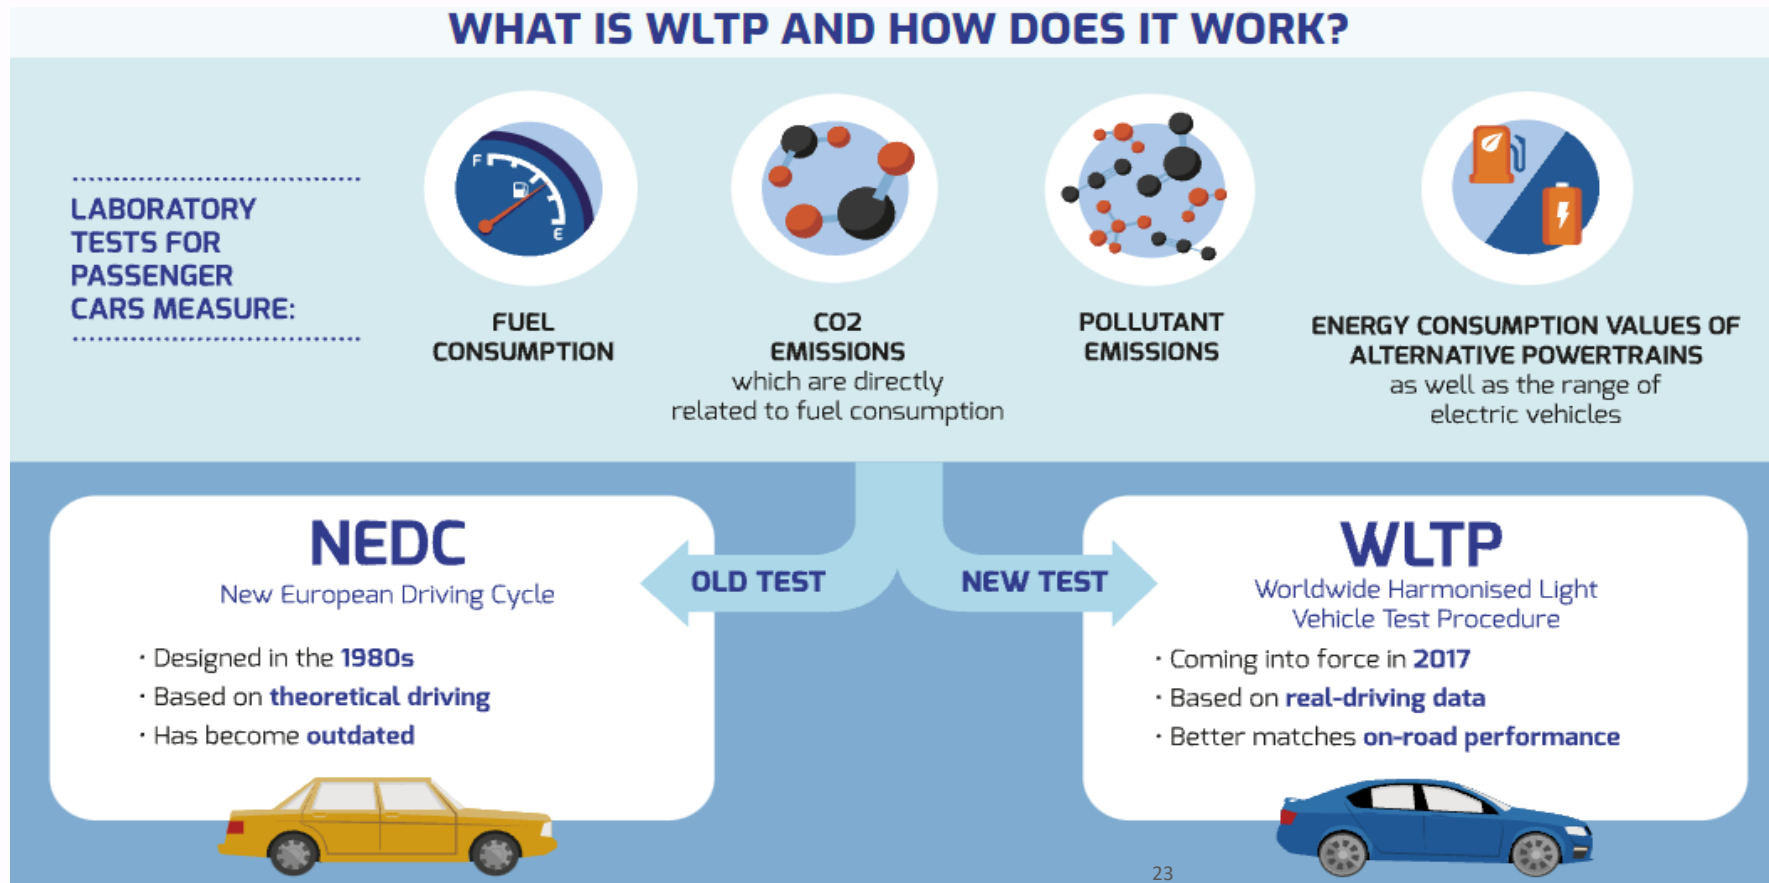 WHAT IS WLTP AND HOW DOES IT WORK?
LABORATORY
TESTS FOR
PASSENGER
CARS MEASURE:
F
E
FUEL
CONSUMPTION
CO2
EMISSIONS
which are directly
related to fuel consumption
POLLUTANT
EMISSIONS
ENERGY CONSUMPTION VALUES OF
ALTERNATIVE POWERTRAINS
as well as the range of
electric vehicles
OLD TEST
NEW TEST
NEDC
New European Driving Cycle
· Designed in the 1980s
· Based on theoretical driving
· Has become outdated
WLTP
Worldwide Harmonised Light
Vehicle Test Procedure
· Coming into force in 2017
· Based on real-driving data
· Better matches on-road performance
23